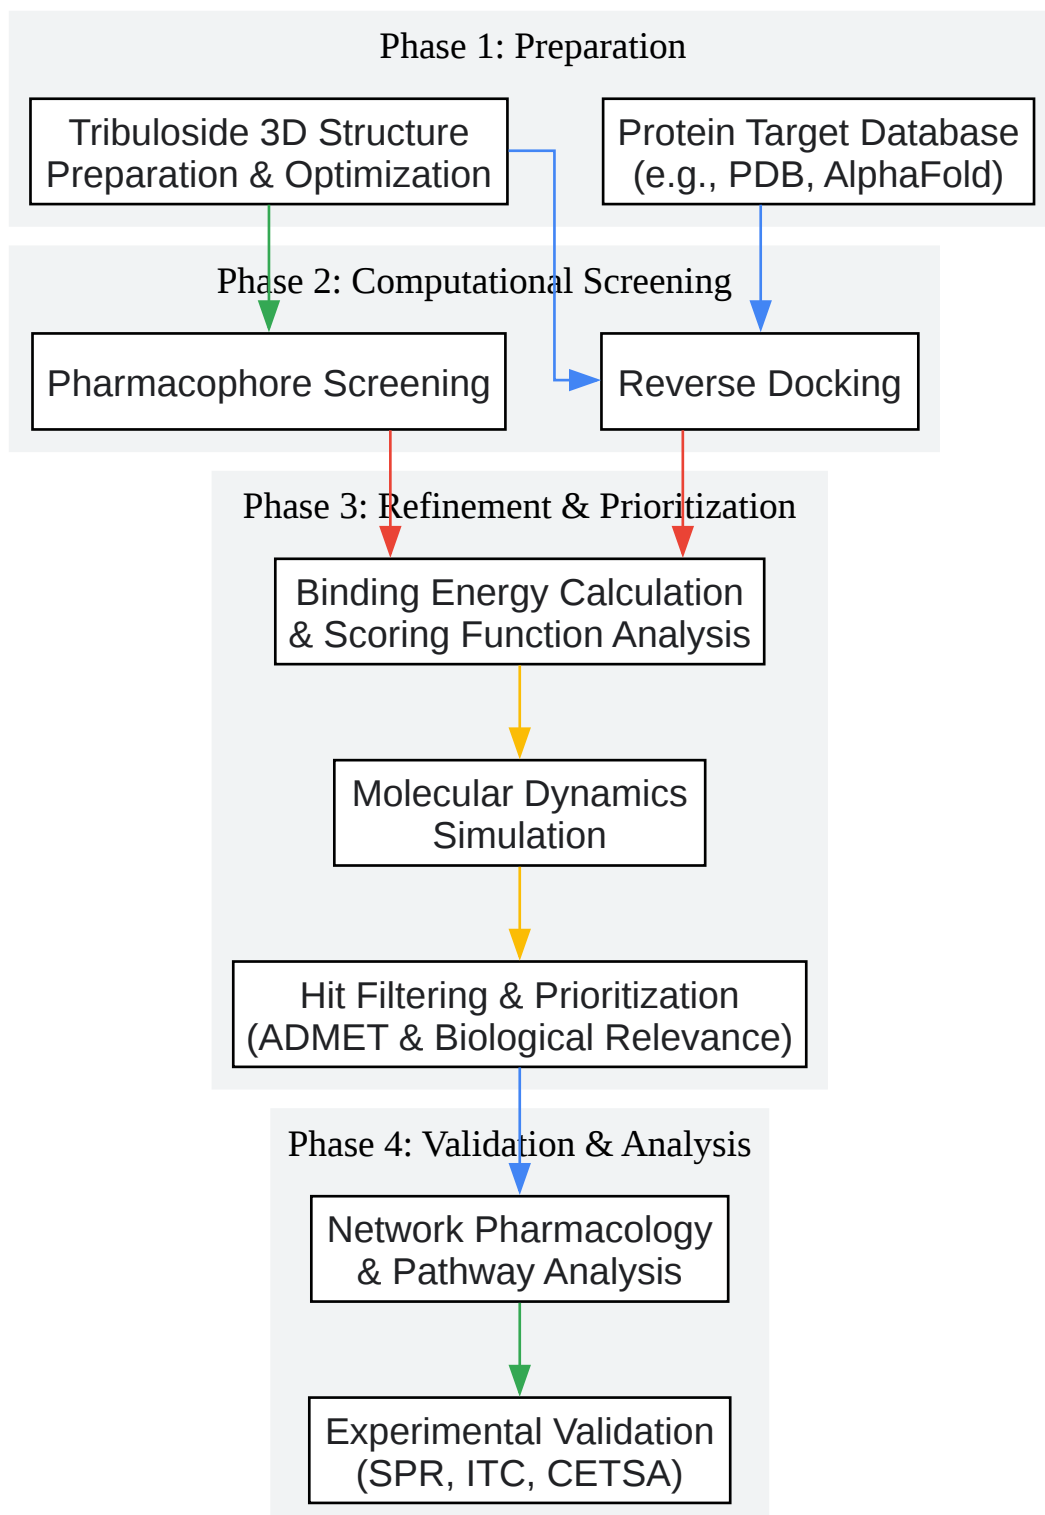 Phase 1: Preparation
Tribuloside 3D Structure
Preparation & Optimization
Protein Target Database
(e.g., PDB, AlphaFold)
Phase 2: Computational Screening
Pharmacophore Screening
Reverse Docking
Phase 3: Refinement & Prioritization
Binding Energy Calculation
& Scoring Function Analysis
Molecular Dynamics
Simulation
Hit Filtering & Prioritization
(ADMET & Biological Relevance)
Phase 4: Validation & Analysis
Network Pharmacology
& Pathway Analysis
Experimental Validation
(SPR, ITC, CETSA)